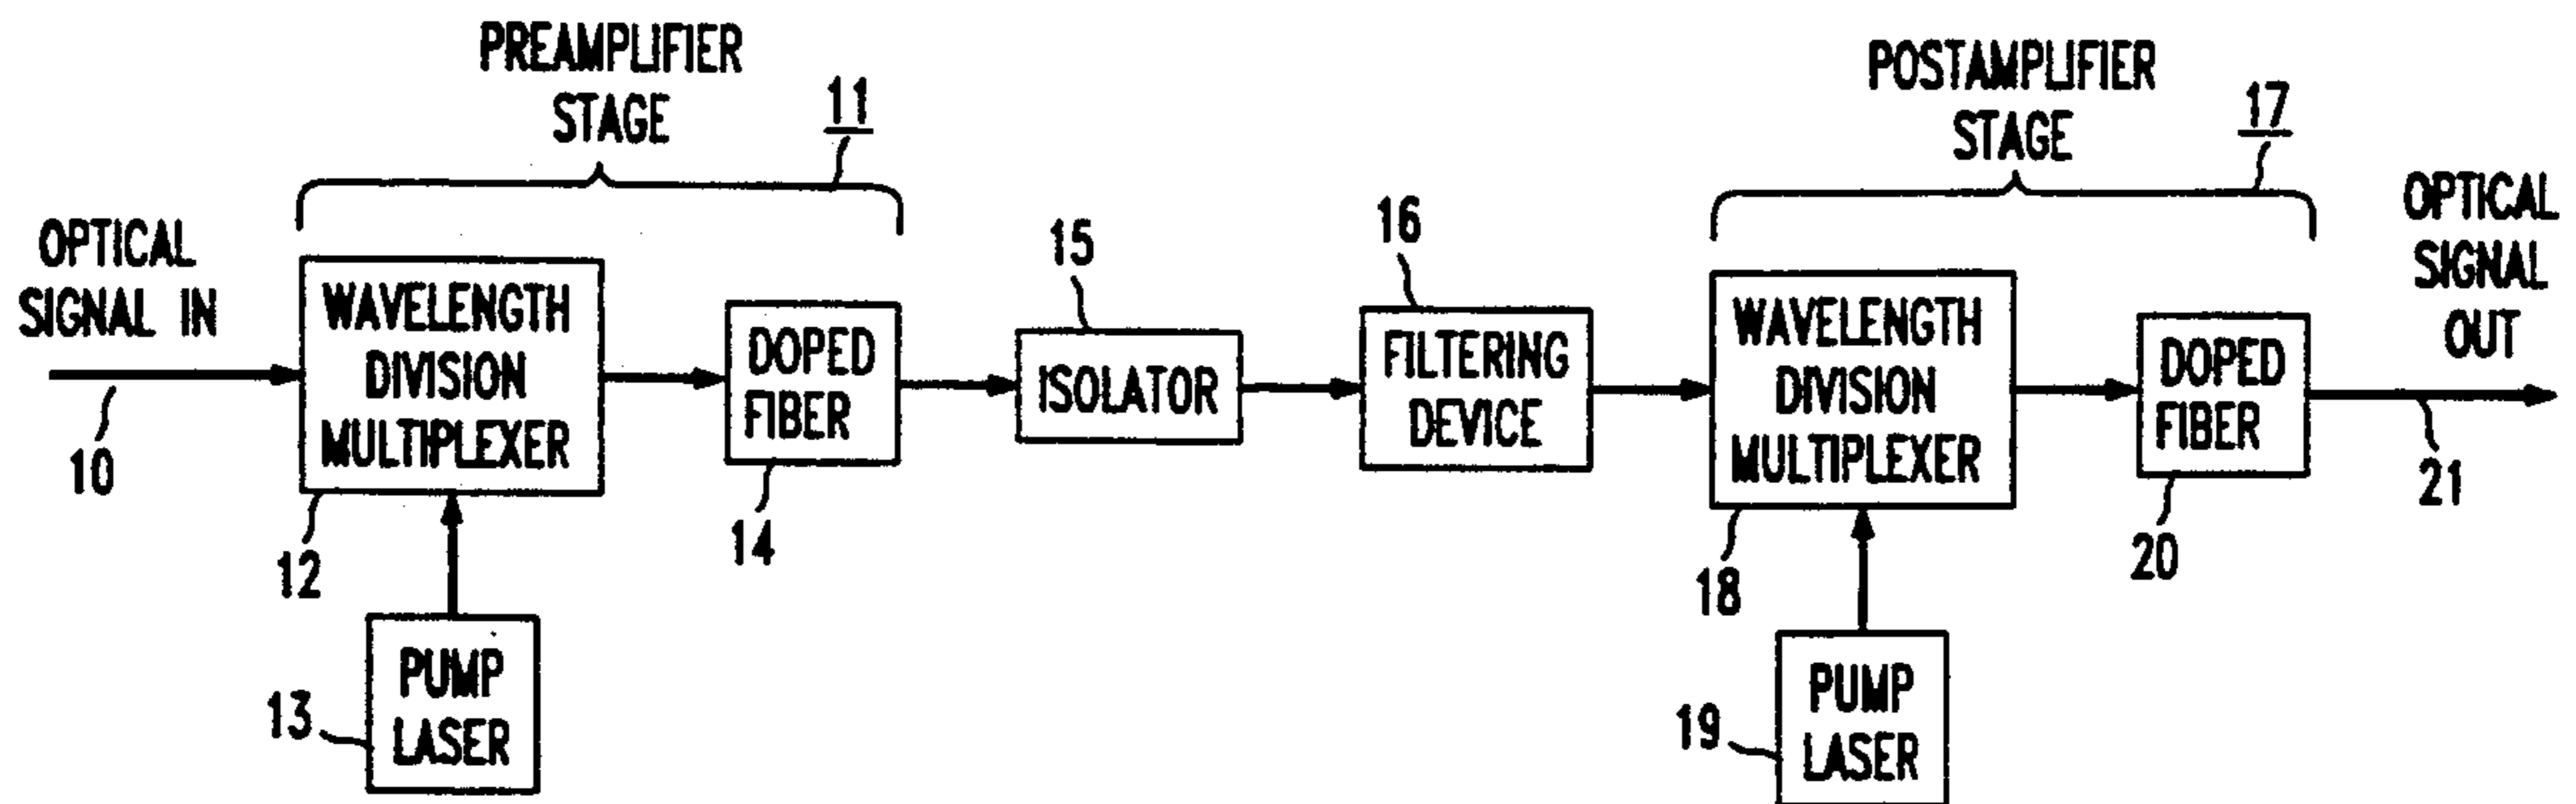 PREAMPLIFIER
STAGE
11
POSTAMPLIFIER
STAGE
17
OPTICAL
SIGNAL IN
10
WAVELENGTH
DIVISION
MULTIPLEXER
12
PUMP
LASER
13
DOPED
FIBER
14
15
ISOLATOR
16
FILTERING
DEVICE
WAVELENGTH
DIVISION
MULTIPLEXER
18
PUMP
LASER
19
DOPED
FIBER
20
OPTICAL
SIGNAL
OUT
21